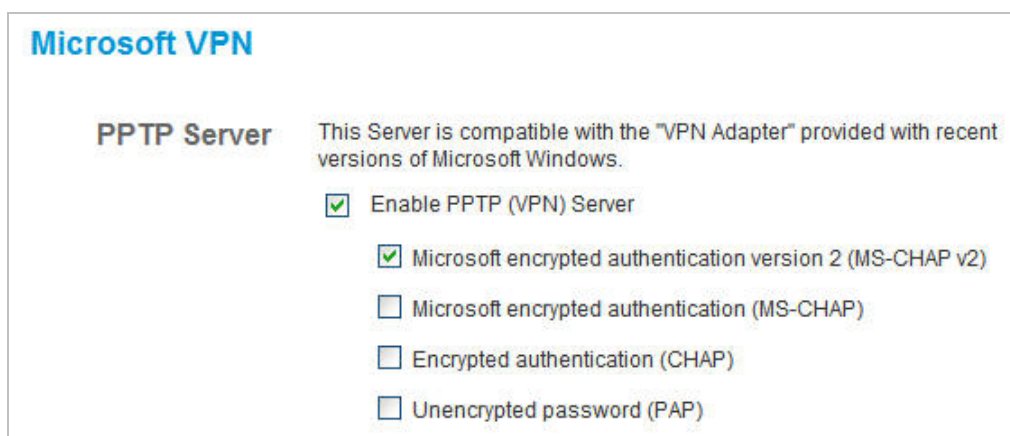 Microsoft VPN
PPTP Server
This Server is compatible with the "VPN Adapter" provided with recent
versions of Microsoft Windows.
Enable PPTP (VPN) Server
Microsoft encrypted authentication version 2 (MS-CHAP v2)
Microsoft encrypted authentication (MS-CHAP)
Encrypted authentication (CHAP)
Unencrypted password (PAP)